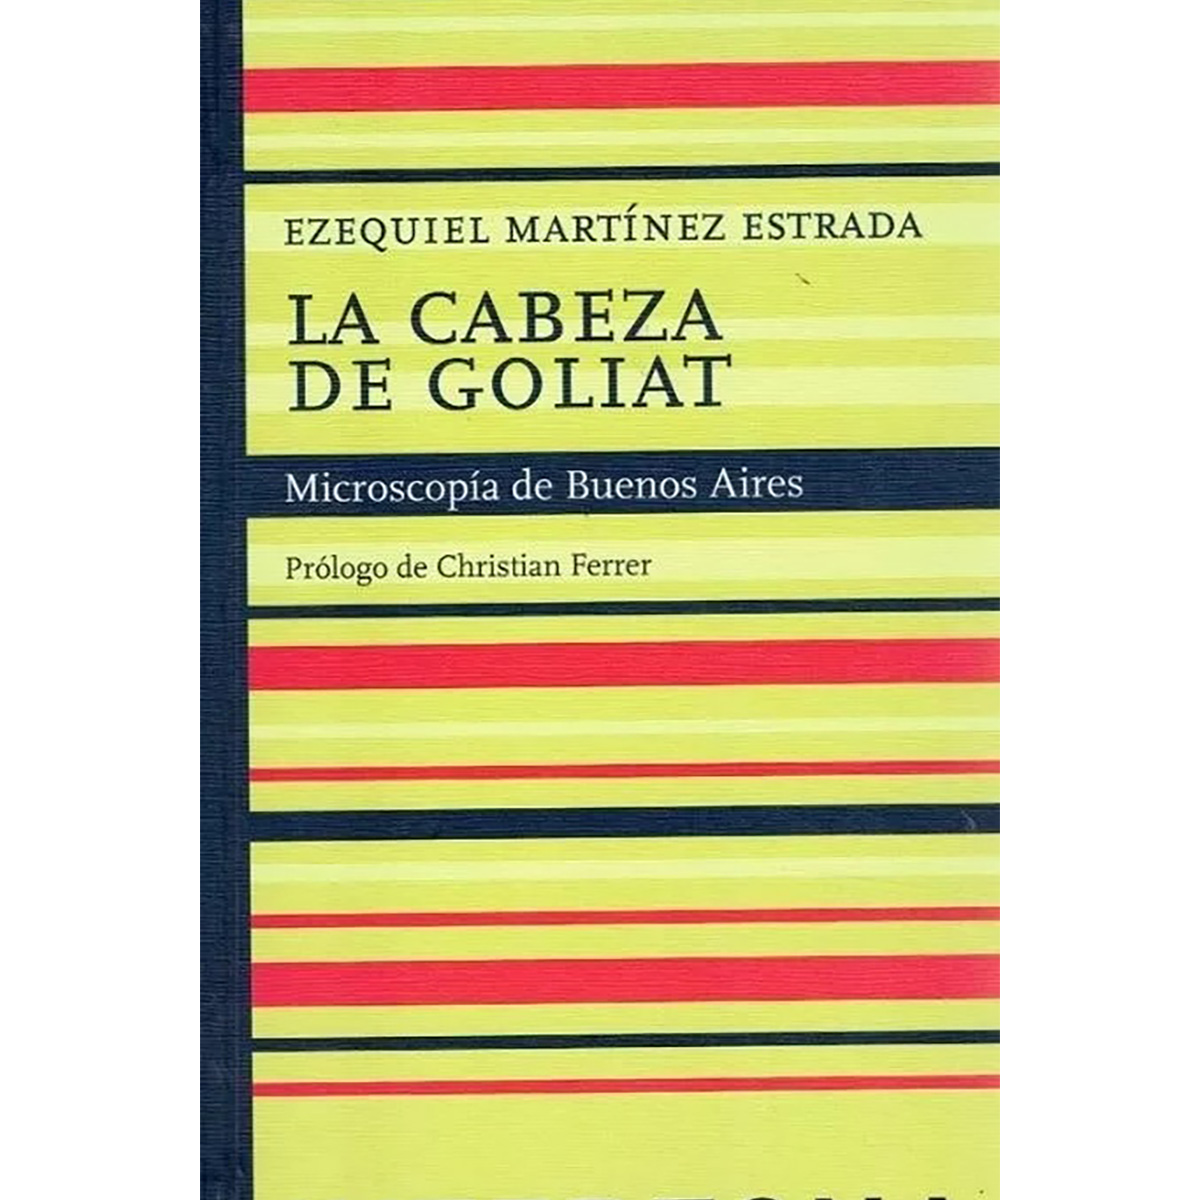 EZEQUIEL MARTÍNEZ ESTRADA
LA CABEZA
DE GOLIAT
Microscopía de Buenos Aires
Prólogo de Christian Ferrer